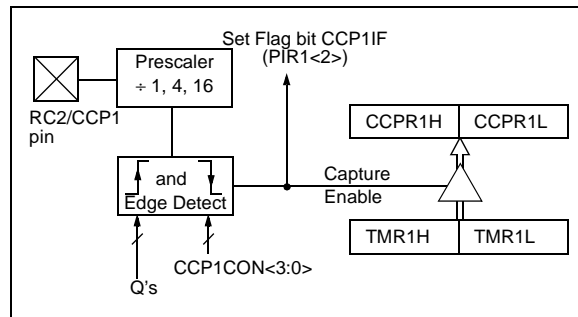 Set Flag bit CCP1IF
(PIR1<2>)
Prescaler
÷ 1, 4, 16
RC2/CCP1
pin
CCPR1H
CCPR1L
and
Edge Detect
Capture
Enable
TMR1H
TMR1L
CCP1CON<3:0>
Q's